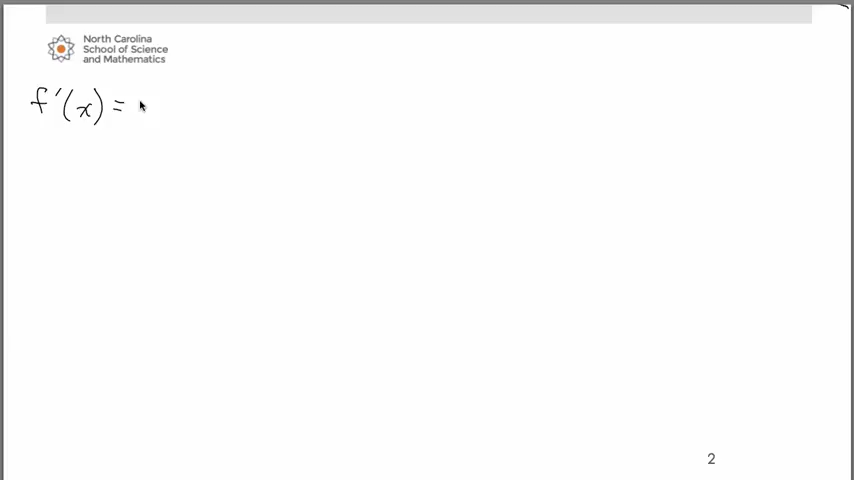 North Carolina
School of Science
and Mathematics
f'(x) =
2